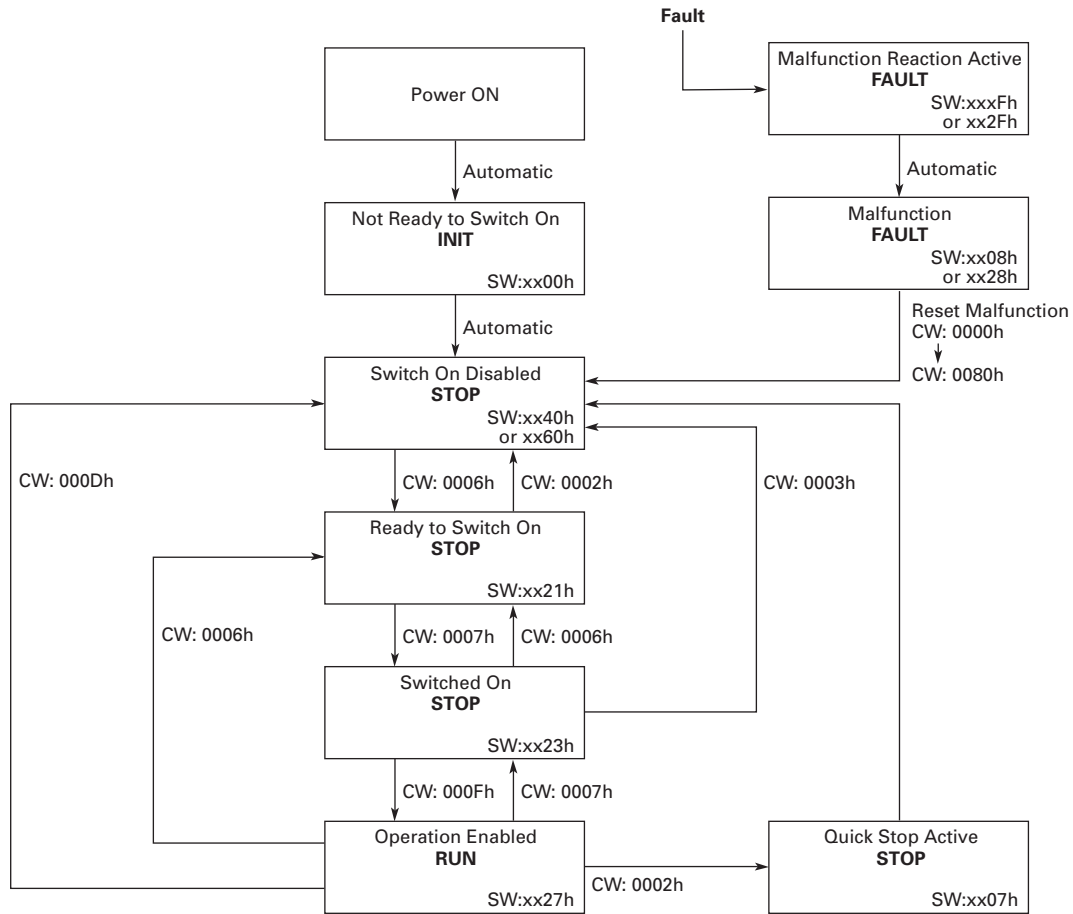 Fault
Power ON
Malfunction Reaction Active
FAULT
SW:xxxFh
or xx2Fh
Automatic
Automatic
Not Ready to Switch On
INIT
SW:xx00h
Malfunction
FAULT
SW:xx08h
or xx28h
Automatic
Reset Malfunction
CW: 0000h
CW: 0080h
Switch On Disabled
STOP
SW:xx40h
or xx60h
CW: 000Dh
CW: 0006h
CW: 0002h
CW: 0003h
Ready to Switch On
STOP
SW:xx21h
CW: 0006h
CW: 0007h
CW: 0006h
Switched On
STOP
SW:xx23h
CW: 000Fh
CW: 0007h
Operation Enabled
RUN
SW:xx27h
CW: 0002h
Quick Stop Active
STOP
SW:xx07h